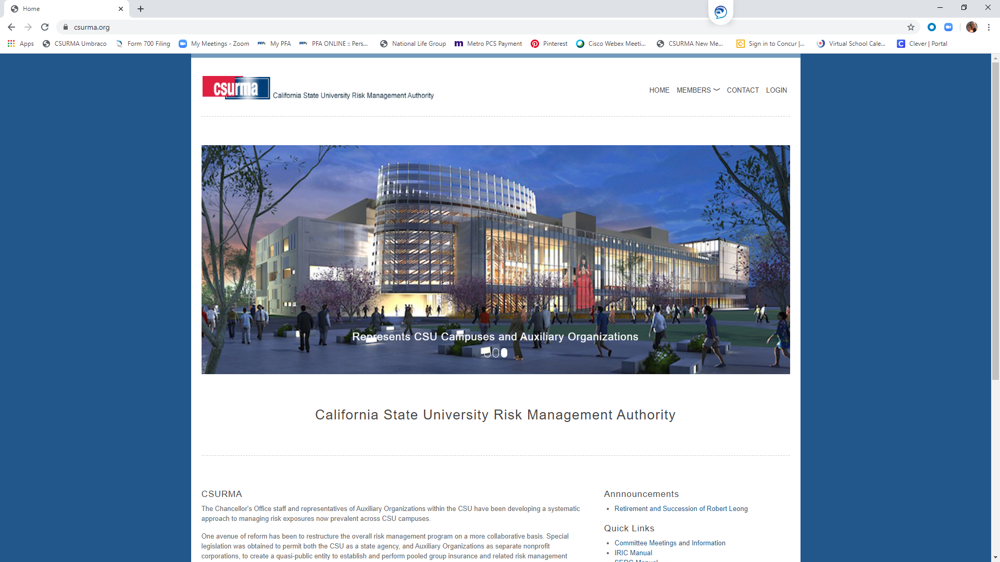 Home
csurma.org
Apps CSURMA Umbraco Form 700 Filing My Meetings - Zoom My PFA PFA ONLINE :: Pers... National Life Group Metro PCS Payment Pinterest Cisco Webex Meeti... CSURMA New Me... Sign in to Concur |... Virtual School Cale... Clever | Portal
csurma California State University Risk Management Authority
HOME MEMBERS CONTACT LOGIN
Represents CSU Campuses and Auxiliary Organizations
California State University Risk Management Authority
CSURMA
The Chancellor's Office staff and representatives of Auxiliary Organizations within the CSU have been developing a systematic
approach to managing risk exposures now prevalent across CSU campuses.
One avenue of reform has been to restructure the overall risk management program on a more collaborative basis. Special
legislation was obtained to permit both the CSU as a state agency, and Auxiliary Organizations as separate nonprofit
corporations, to create a quasi-public entity to establish and perform pooled group insurance and related risk management
Annnouncements
Retirement and Succession of Robert Leong
Quick Links
Committee Meetings and Information
IRIC Manual